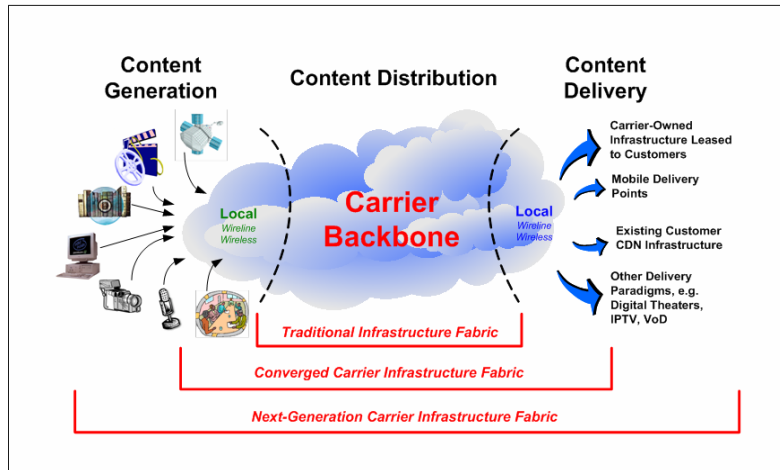 Content
Generation
Content Distribution
Content
Delivery
Carrier-Owned
Infrastructure Leased
to Customers
Mobile Delivery
Points
Existing Customer
CDN Infrastructure
Other Delivery
Paradigms, e.g.
Digital Theaters,
IPTV, VoD
Local
Wireline
Wireless
Carrier
Backbone
Local
Wireline
Wireless
Traditional Infrastructure Fabric
Converged Carrier Infrastructure Fabric
Next-Generation Carrier Infrastructure Fabric